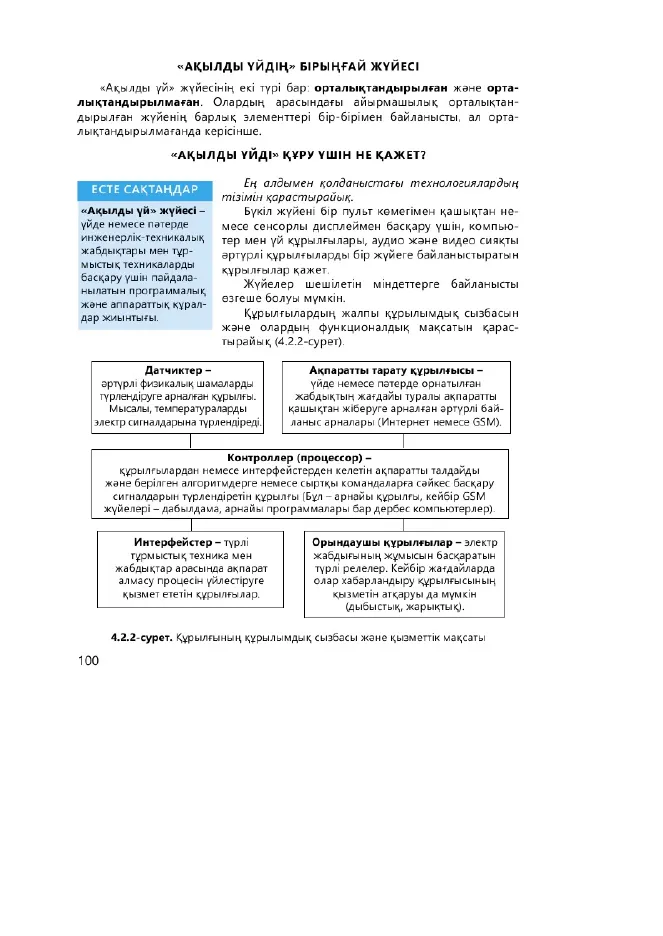 «АҚЫЛДЫ ҮЙДІҢ» БІРЫҢҒАЙ ЖҮЙЕСІ
«Ақылды үй» жүйесінің екі түрі бар: орталықтандырылған және орта-
лықтандырылмаған. Олардың арасындағы айырмашылық орталықтан-
дырылған жүйенің барлық элементтері бір-бірімен байланысты, ал орта-
лықтандырылмағанда керісінше.
«АҚЫЛДЫ ҮЙДІ» ҚҰРУ ҮШІН НЕ ҚАЖЕТ?
ЕСТЕ САҚТАҢДАР
«Ақылды үй» жүйесі –
үйде немесе пәтерде
инженерлік-техникалық
жабдықтары мен тұр-
мыстық техникаларды
басқару үшін пайдала-
нылатын программалық
және аппараттық құрал-
дар жиынтығы.
Ең алдымен қолданыстағы технологиялардың
тізімін қарастырайық.
Бүкіл жүйені бір пульт көмегімен қашықтан не-
месе сенсорлы дисплеймен басқару үшін, компью-
тер мен үй құрылғылары, аудио және видео сияқты
әртүрлі құрылғыларды бір жүйеге байланыстыратын
құрылғылар қажет.
Жүйелер шешілетін міндеттерге байланысты
өзгеше болуы мүмкін.
Құрылғылардың жалпы құрылымдық сызбасын
және олардың функционалдық мақсатын қарас-
тырайық (4.2.2-сурет).
Датчиктер –
әртүрлі физикалық шамаларды
түрлендіруге арналған құрылғы.
Мысалы, температураларды
электр сигналдарына түрлендіреді.
Ақпаратты тарату құрылғысы –
үйде немесе пәтерде орнатылған
жабдықтың жағдайы туралы ақпаратты
қашықтан жіберуге арналған әртүрлі бай-
ланыс арналары (Интернет немесе GSM).
Контроллер (процессор) –
құрылғылардан немесе интерфейстерден келетін ақпаратты талдайды
және берілген алгоритмдерге немесе сыртқы командаларға сәйкес басқару
сигналдарын түрлендіретін құрылғы (Бұл – арнайы құрылғы, кейбір GSM
жүйелері – дабылдама, арнайы программалары бар дербес компьютерлер).
Интерфейстер – түрлі
тұрмыстық техника мен
жабдықтар арасында ақпарат
алмасу процесін үйлестіруге
қызмет ететін құрылғылар.
Орындаушы құрылғылар – электр
жабдығының жұмысын басқаратын
түрлі релелер. Кейбір жағдайларда
олар хабарландыру құрылғысының
қызметін атқаруы да мүмкін
(дыбыстық, жарықтық).
4.2.2-сурет. Құрылғының құрылымдық сызбасы және қызметтік мақсаты
100